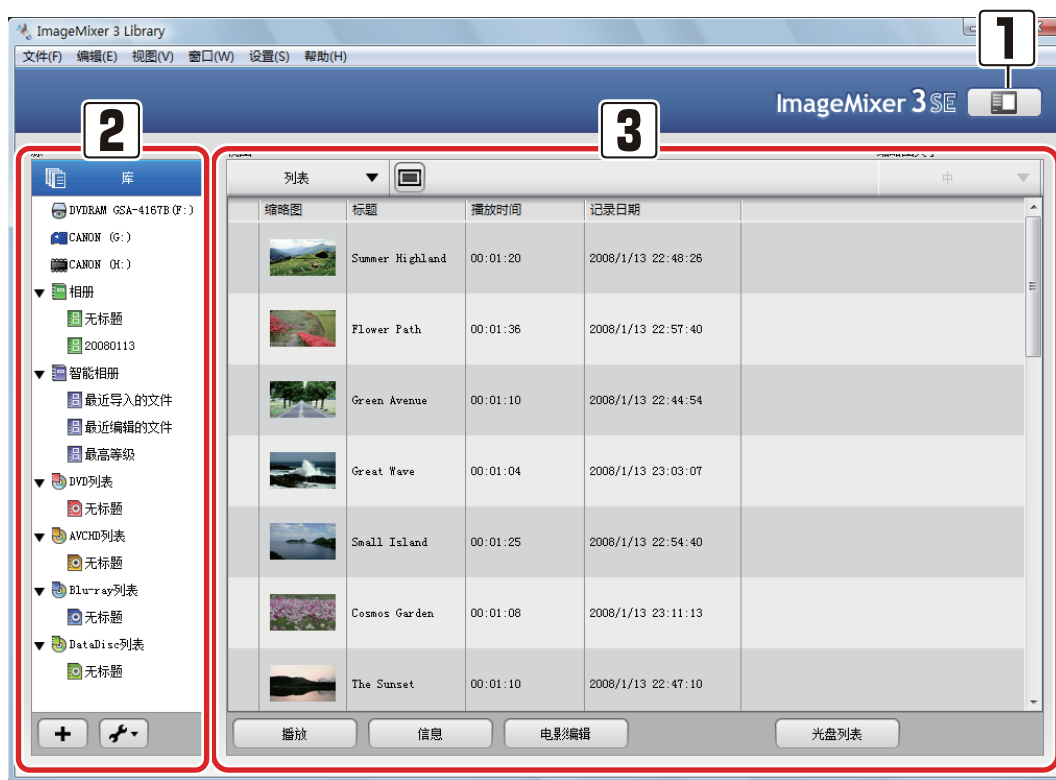 ImageMixer 3 Library
文件(F) 编辑(E) 视图(V) 窗口(W) 设置(S) 帮助(H)
1
ImageMixer 3 SE
2
3
库
列表
中
DVDRAM GSA-4167B (F:)
CANON (G:)
CANON (H:)
相册
无标题
20080113
智能相册
最近导入的文件
最近编辑的文件
最高等级
DVD列表
无标题
AVCHD列表
无标题
Blu-ray列表
无标题
DataDisc列表
无标题
缩略图 标题 播放时间 记录日期
Summer Highland 00:01:20 2008/1/13 22:48:26
Flower Path 00:01:36 2008/1/13 22:57:40
Green Avenue 00:01:10 2008/1/13 22:44:54
Great Wave 00:01:04 2008/1/13 23:03:07
Small Island 00:01:25 2008/1/13 22:54:40
Cosmos Garden 00:01:08 2008/1/13 23:11:13
The Sunset 00:01:10 2008/1/13 22:47:10
播放 信息 电影编辑 光盘列表